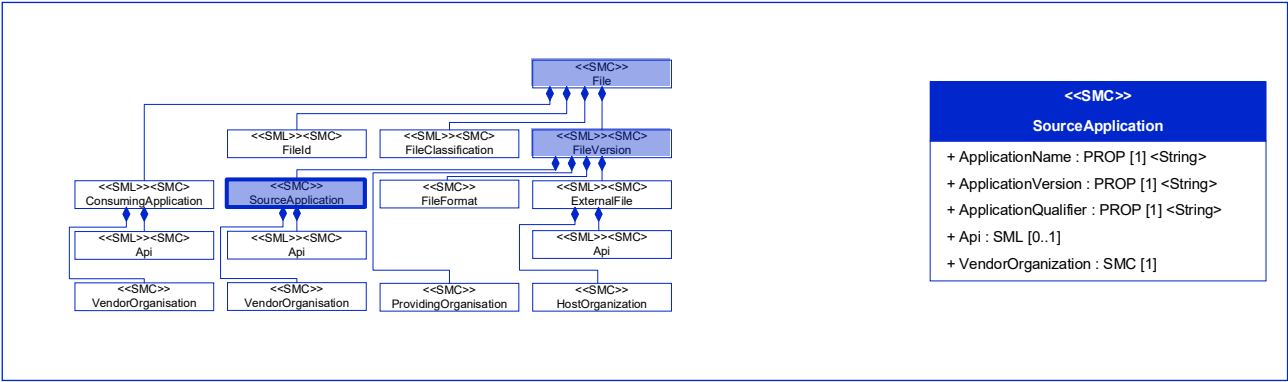 <<SMC>>
File
<<SML>><SMC>
FileId
<<SML>><SMC>
FileClassification
<<SML>><SMC>
FileVersion
<<SML>><SMC>
ConsumingApplication
<<SMC>>
SourceApplication
<<SMC>>
FileFormat
<<SML>><SMC>
ExternalFile
<<SML>><SMC>
Api
<<SML>><SMC>
Api
<<SML>><SMC>
Api
<<SMC>>
VendorOrganisation
<<SMC>>
VendorOrganisation
<<SMC>>
ProvidingOrganisation
<<SMC>>
HostOrganization
<<SMC>>
SourceApplication
+ ApplicationName : PROP [1] <String>
+ ApplicationVersion : PROP [1] <String>
+ ApplicationQualifier : PROP [1] <String>
+ Api : SML [0..1]
+ VendorOrganization : SMC [1]